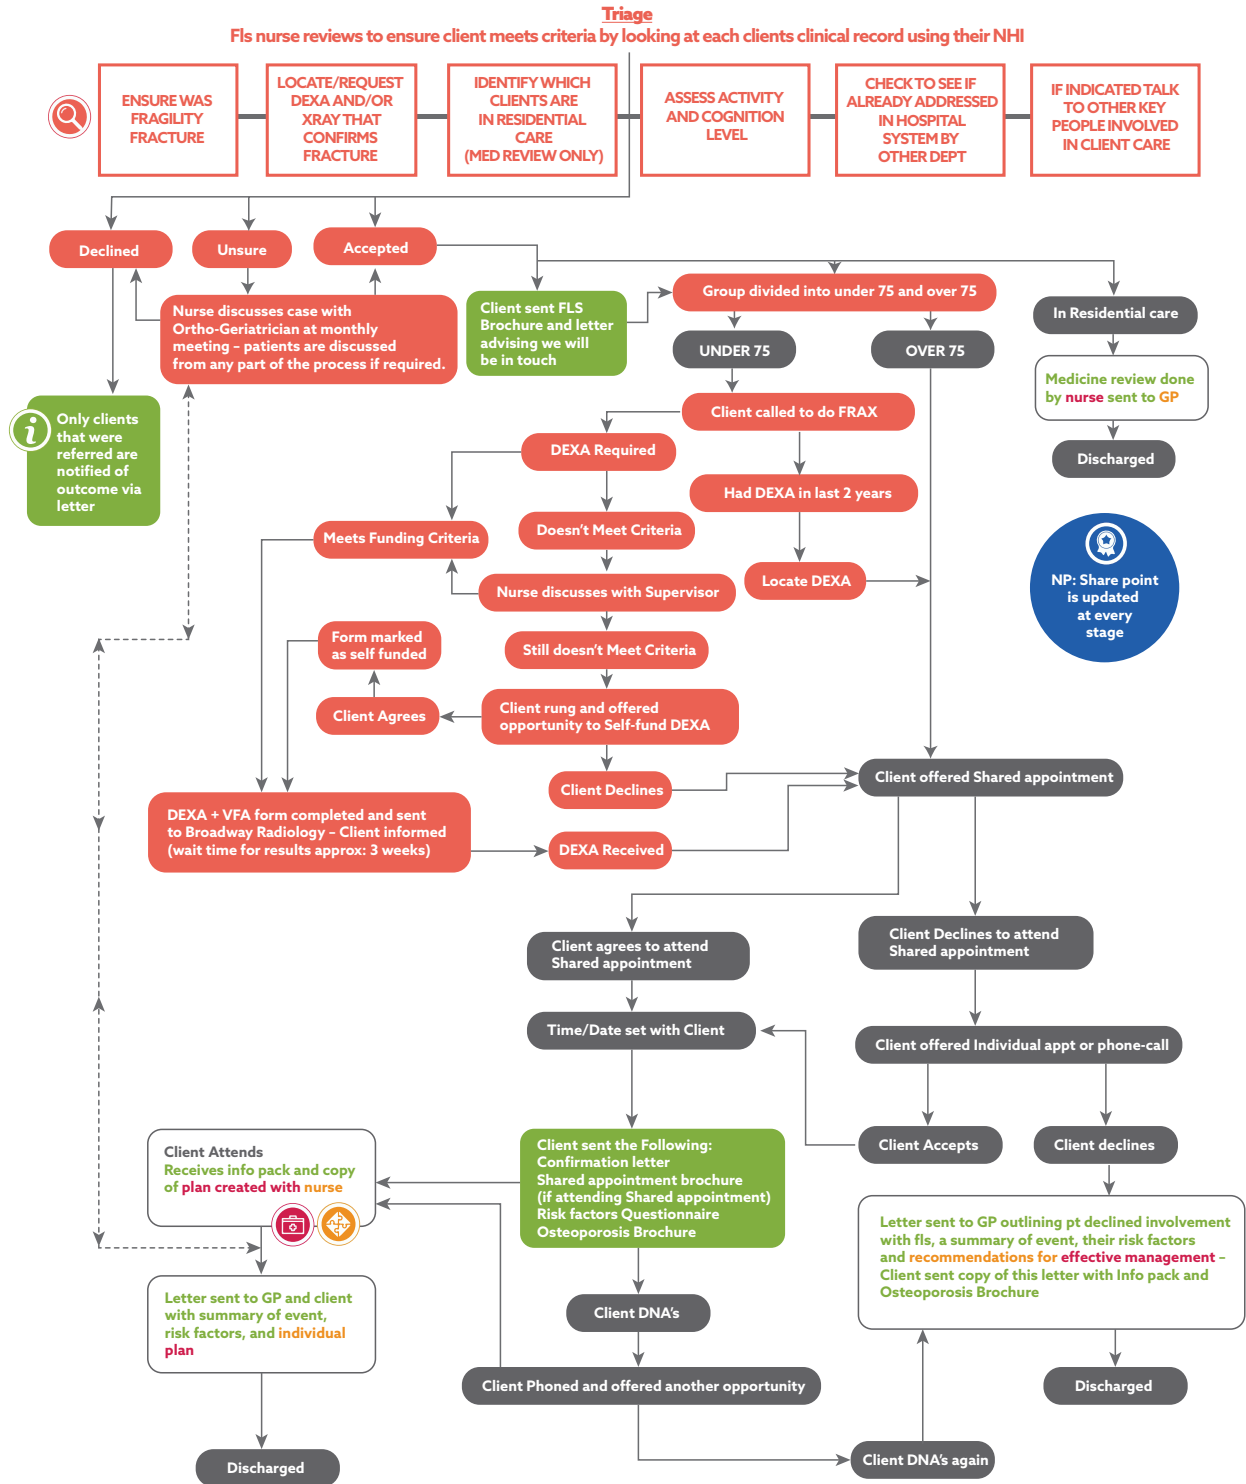 Triage
Fls nurse reviews to ensure client meets criteria by looking at each clients clinical record using their NHI
ENSURE WAS
FRAGILITY
FRACTURE
LOCATE/REQUEST
DEXA AND/OR
XRAY THAT
CONFIRMS
FRACTURE
IDENTIFY WHICH
CLIENTS ARE
IN RESIDENTIAL
CARE
(MED REVIEW ONLY)
ASSESS ACTIVITY
AND COGNITION
LEVEL
CHECK TO SEE IF
ALREADY ADDRESSED
IN HOSPITAL
SYSTEM BY
OTHER DEPT
IF INDICATED TALK
TO OTHER KEY
PEOPLE INVOLVED
IN CLIENT CARE
Declined
Unsure
Accepted
Nurse discusses case with
Ortho-Geriatrician at monthly
meeting – patients are discussed
from any part of the process if required.
Client sent FLS
Brochure and letter
advising we will
be in touch
Group divided into under 75 and over 75
In Residential care
UNDER 75
OVER 75
Medicine review done
by nurse sent to GP
Discharged
i
Only clients
that were
referred are
notified of
outcome via
letter
Client called to do FRAX
DEXA Required
Had DEXA in last 2 years
Meets Funding Criteria
Doesn't Meet Criteria
Locate DEXA
Nurse discusses with Supervisor
NP: Share point
is updated
at every
stage
Form marked
as self funded
Still doesn't Meet Criteria
Client Agrees
Client rung and offered
opportunity to Self-fund DEXA
Client Declines
Client offered Shared appointment
DEXA + VFA form completed and sent
to Broadway Radiology – Client informed
(wait time for results approx: 3 weeks)
DEXA Received
Client agrees to attend
Shared appointment
Client Declines to attend
Shared appointment
Time/Date set with Client
Client offered Individual appt or phone-call
Client Accepts
Client declines
Client Attends
Receives info pack and copy
of plan created with nurse
Client sent the Following:
Confirmation letter
Shared appointment brochure
(if attending Shared appointment)
Risk factors Questionnaire
Osteoporosis Brochure
Letter sent to GP outlining pt declined involvement
with fls, a summary of event, their risk factors
and recommendations for effective management –
Client sent copy of this letter with Info pack and
Osteoporosis Brochure
Letter sent to GP and client
with summary of event,
risk factors, and individual
plan
Client DNA's
Client Phoned and offered another opportunity
Discharged
Client DNA's again
Discharged